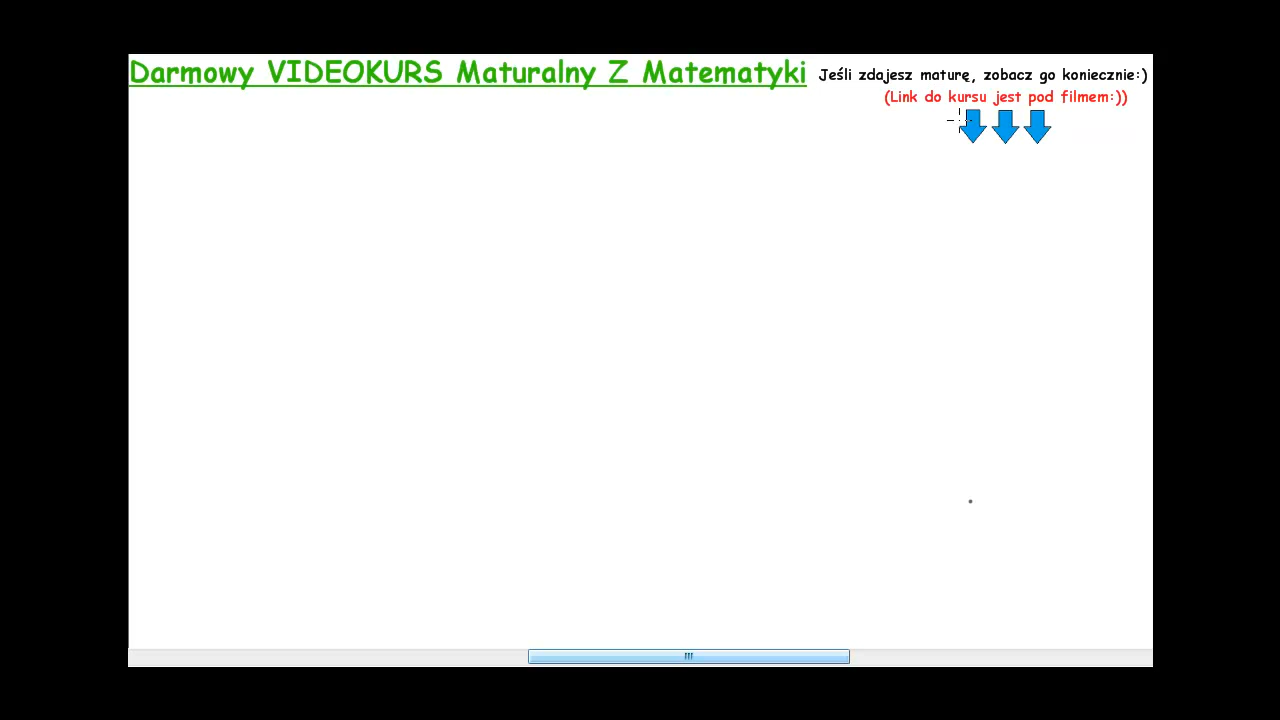 Darmowy VIDEOKURS Maturalny Z Matematyki
Jeśli zdajesz maturę, zobacz go koniecznie:)
(Link do kursu jest pod filmem:))